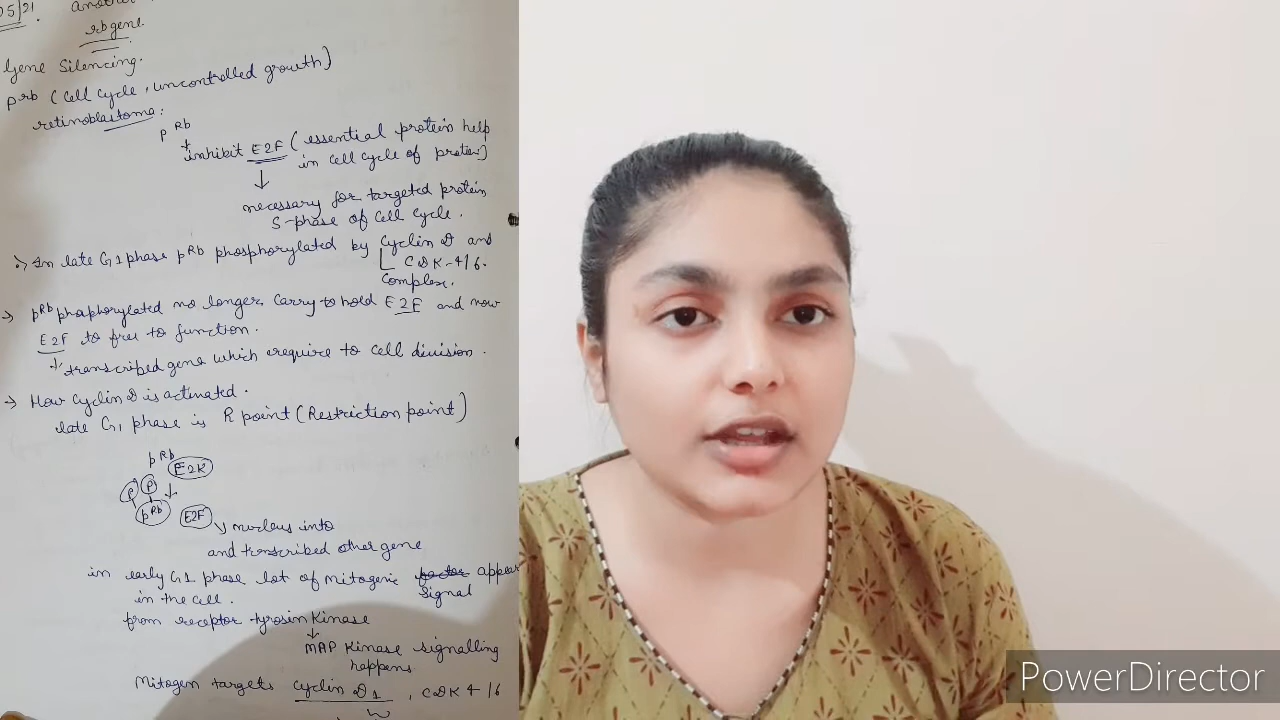 05/21. Another
rb gene.
Gene Silencing.
prb (Cell cycle, uncontrolled growth)
retinoblastoma:
pRb
inhibit E2F (essential protein help
in cell cycle of protein)
necessary for targeted protein
S-phase of cell cycle.
In late G1 phase pRb phosphorylated by Cyclin D and
CDK-4/6.
Complex.
→ pRb phosphorylated no longer carry to hold E2F and now
E2F to free to function.
transcribed gene which require to cell division.
→ How Cyclin D is activated.
late G1 phase is R point (Restriction point)
pRb E2K
P P
pRb E2F
nucleus into
and transcribed other gene
in early G1 phase lot of mitogenic factor appear
in the cell. signal
from receptor tyrosin Kinase
MAP Kinase signalling
happens.
Mitogen targets cyclin D1, CDK 4/6
PowerDirector